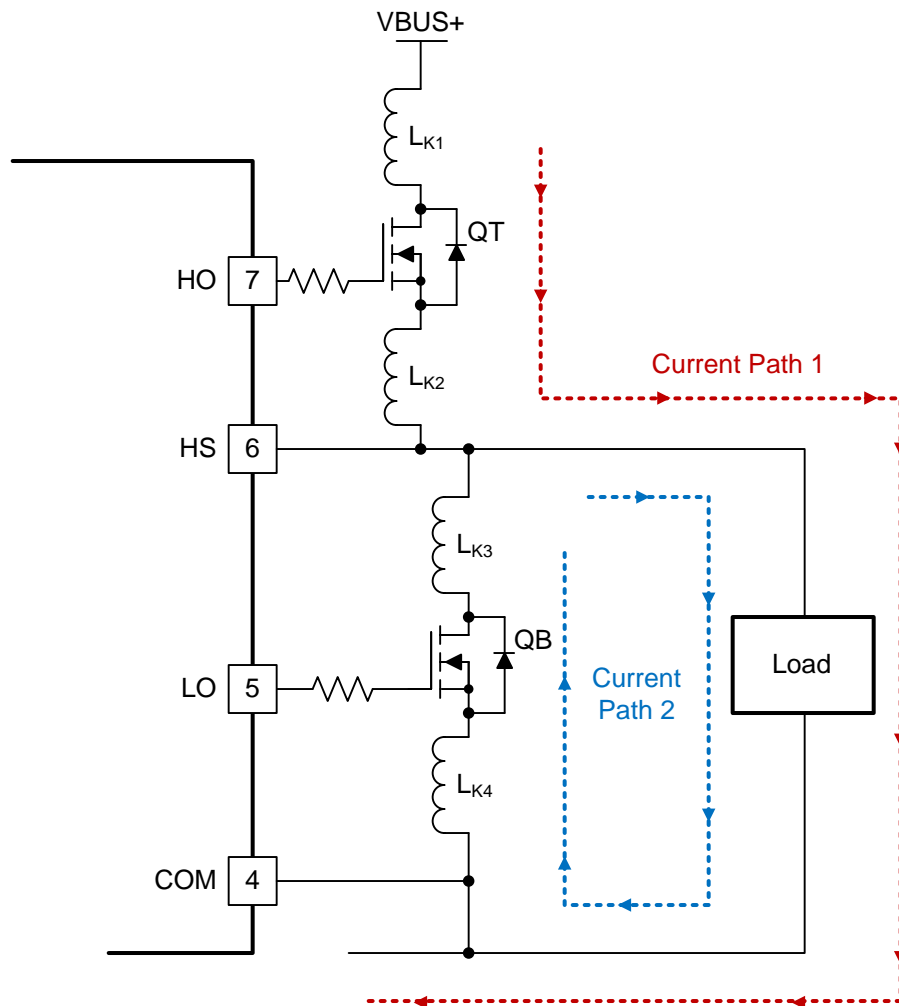 VBUS+
LK1
QT
HO 7
Current Path 1
LK2
HS 6
LK3
QB
LO 5
Load
Current
Path 2
LK4
COM 4